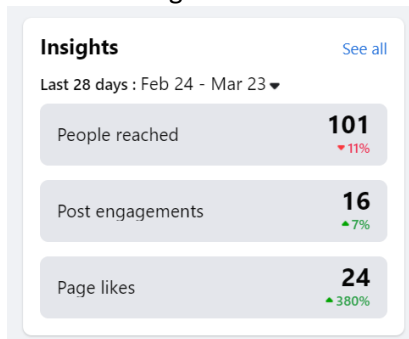 Insights See all
Last 28 days : Feb 24 - Mar 23
People reached 101
11%
Post engagements 16
7%
Page likes 24
380%